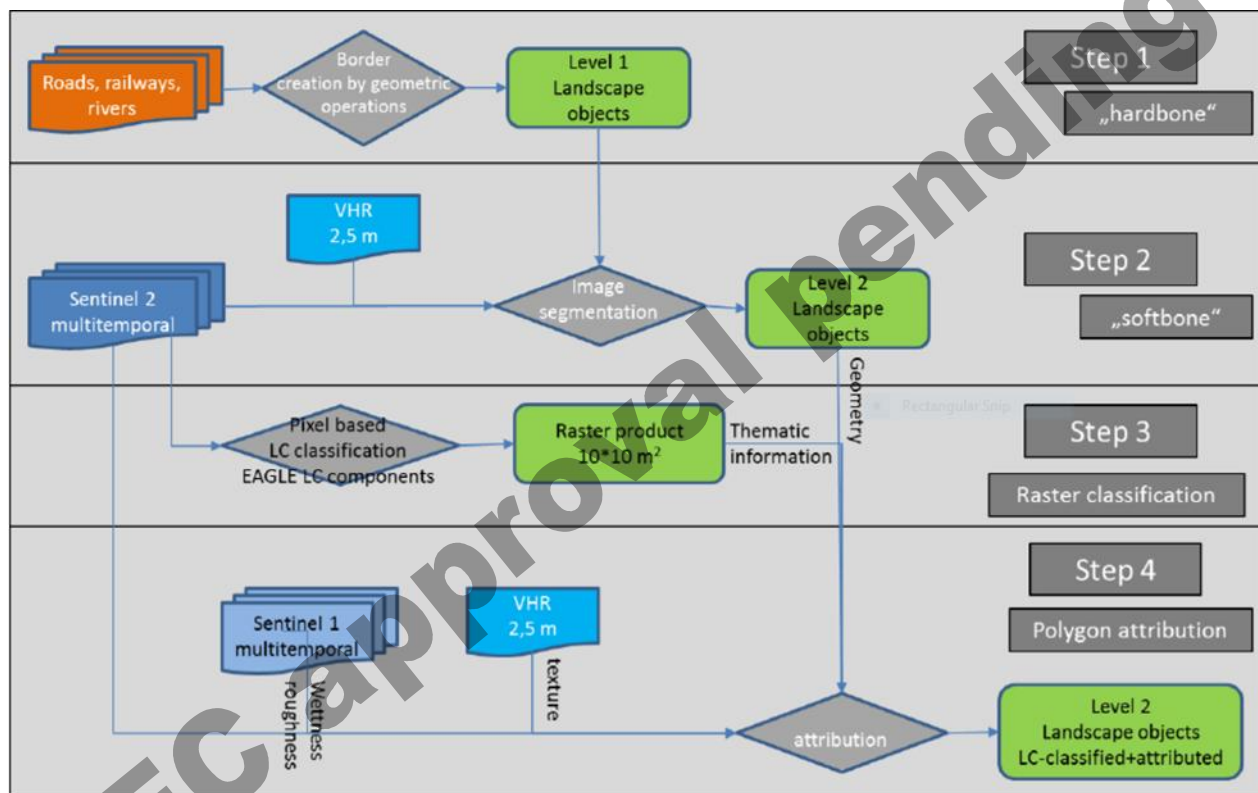 Roads, railways,
rivers
Border
creation by geometric
operations
Level 1
Landscape
objects
Step 1
„hardbone“
VHR
2,5 m
Sentinel 2
multitemporal
Image
segmentation
Level 2
Landscape
objects
Step 2
„softbone“
Geometry
Pixel based
LC classification
EAGLE LC components
Raster product
10*10 m²
Thematic
information
Rectangular Snip
Step 3
Raster classification
Sentinel 1
multitemporal
Wettness
roughness
VHR
2,5 m
texture
attribution
Step 4
Polygon attribution
Level 2
Landscape objects
LC-classified+attributed
EC approval pending